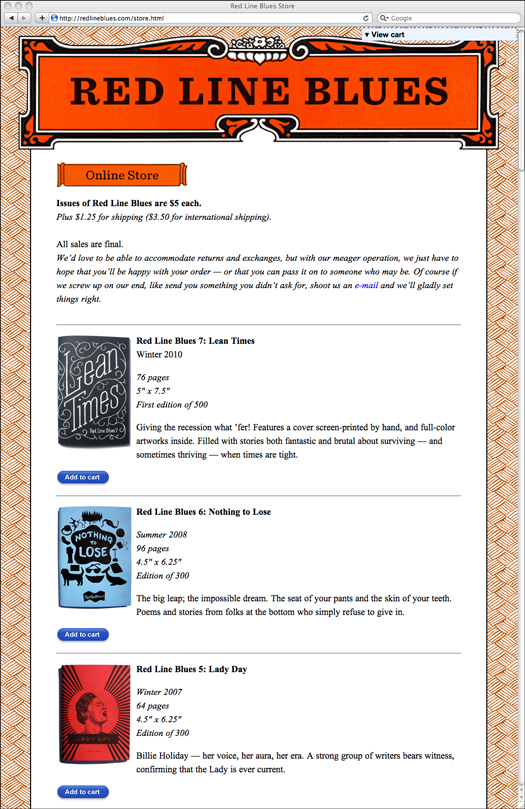 Red Line Blues Store
http://redlineblues.com/store.html
Google
View cart
RED LINE BLUES
Online Store
Issues of Red Line Blues are $5 each.
Plus $1.25 for shipping ($3.50 for international shipping).
All sales are final.
We'd love to be able to accommodate returns and exchanges, but with our meager operation, we just have to
hope that you'll be happy with your order — or that you can pass it on to someone who may be. Of course if
we screw up on our end, like send you something you didn't ask for, shoot us an e-mail and we'll gladly set
things right.
Lean
Times
Red Line Blues 7
Red Line Blues 7: Lean Times
Winter 2010
76 pages
5" x 7.5"
First edition of 500
Giving the recession what 'fer! Features a cover screen-printed by hand, and full-color
artworks inside. Filled with stories both fantastic and brutal about surviving — and
sometimes thriving — when times are tight.
Add to cart
NOTHING
TO
LOSE
Red Line Blues 6: Nothing to Lose
Summer 2008
96 pages
4.5" x 6.25"
Edition of 300
The big leap; the impossible dream. The seat of your pants and the skin of your teeth.
Poems and stories from folks at the bottom who simply refuse to give in.
Add to cart
LADY DAY
Red Line Blues 5: Lady Day
Winter 2007
64 pages
4.5" x 6.25"
Edition of 300
Billie Holiday — her voice, her aura, her era. A strong group of writers bears witness,
confirming that the Lady is ever current.
Add to cart